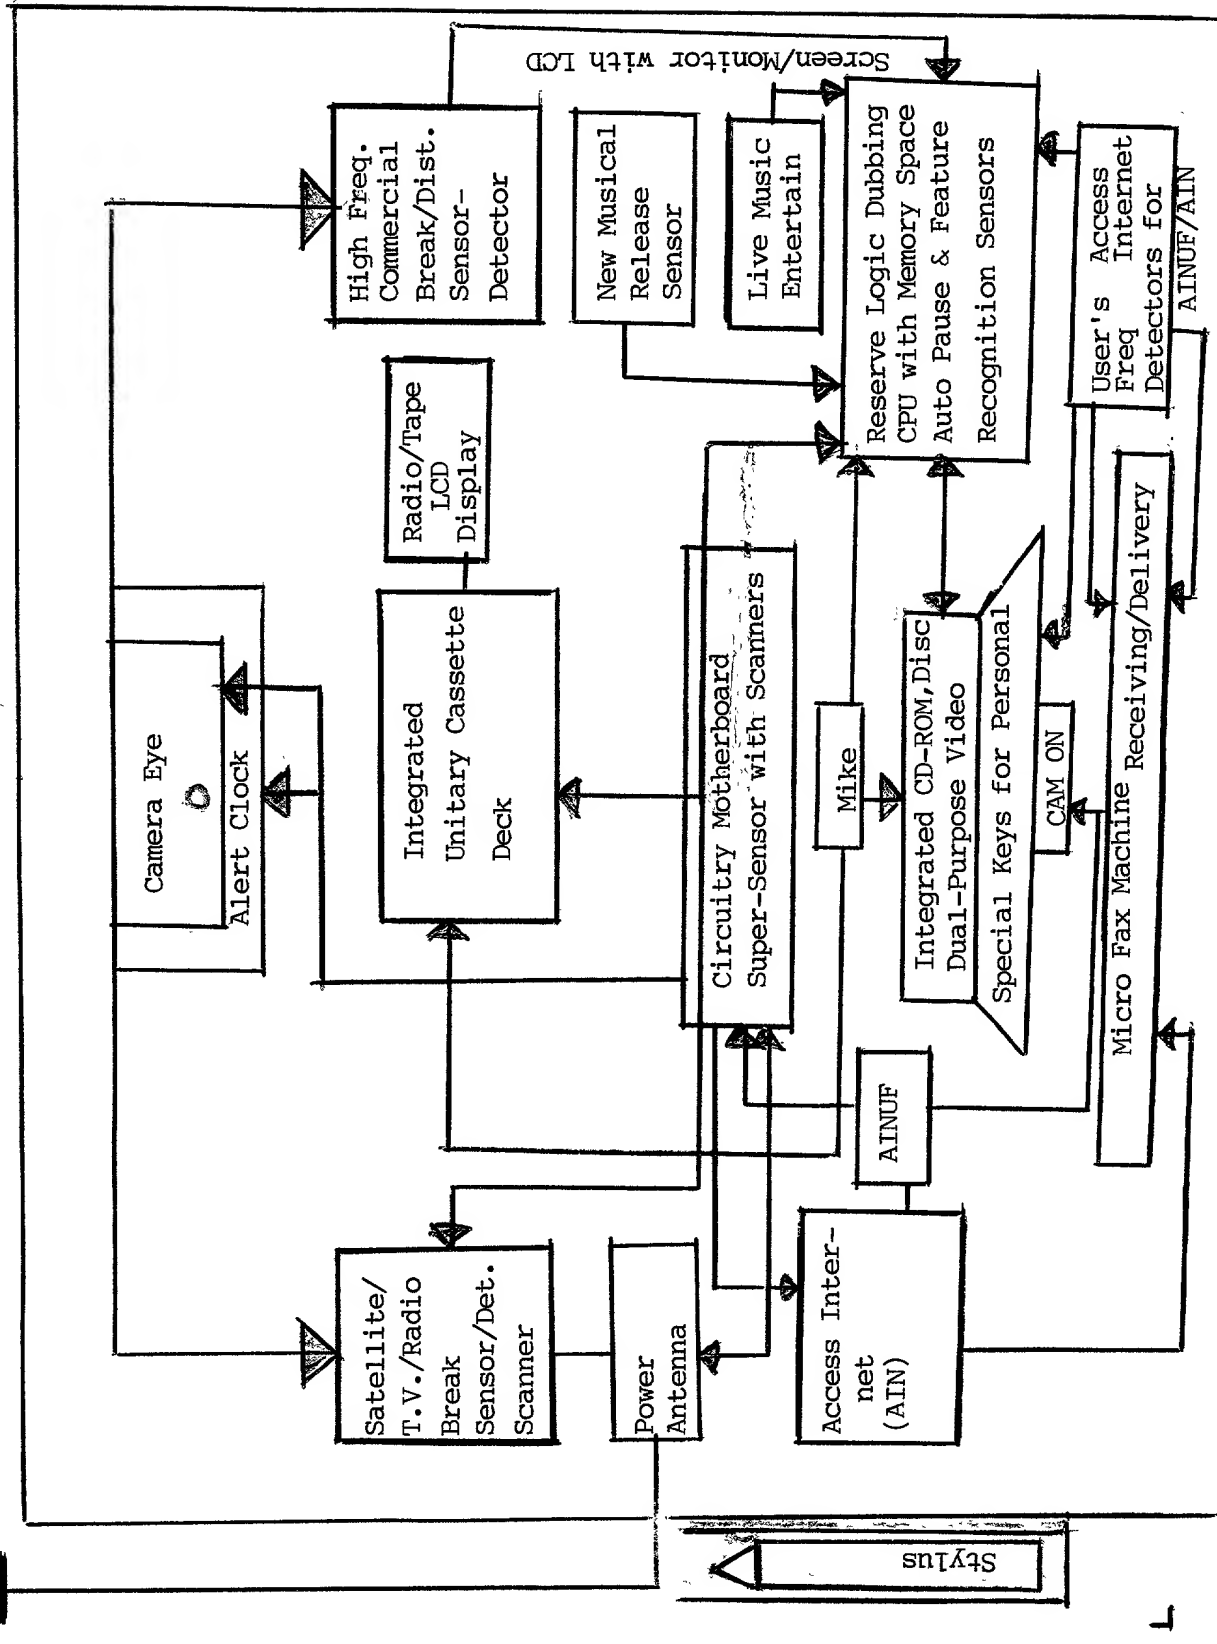 Camera Eye
Alert Clock
High Freq.
Commercial
Break/Dist.
Sensor-
Detector
Screen/Monitor with LCD
New Musical
Release
Sensor
Live Music
Entertain
Radio/Tape
LCD
Display
Integrated
Unitary Cassette
Deck
Satellite/
T.V./Radio
Break
Sensor/Det.
Scanner
Power
Antenna
Circuitry Motherboard
Super-Sensor with Scanners
Reserve Logic Dubbing
CPU with Memory Space
Auto Pause & Feature
Recognition Sensors
Mike
Integrated CD-ROM,Disc
Dual-Purpose Video
Special Keys for Personal
CAM ON
AINUF
Access Inter-
net
(AIN)
User's Access
Freq Internet
Detectors for
AINUF/AIN
Micro Fax Machine Receiving/Delivery
Stylus